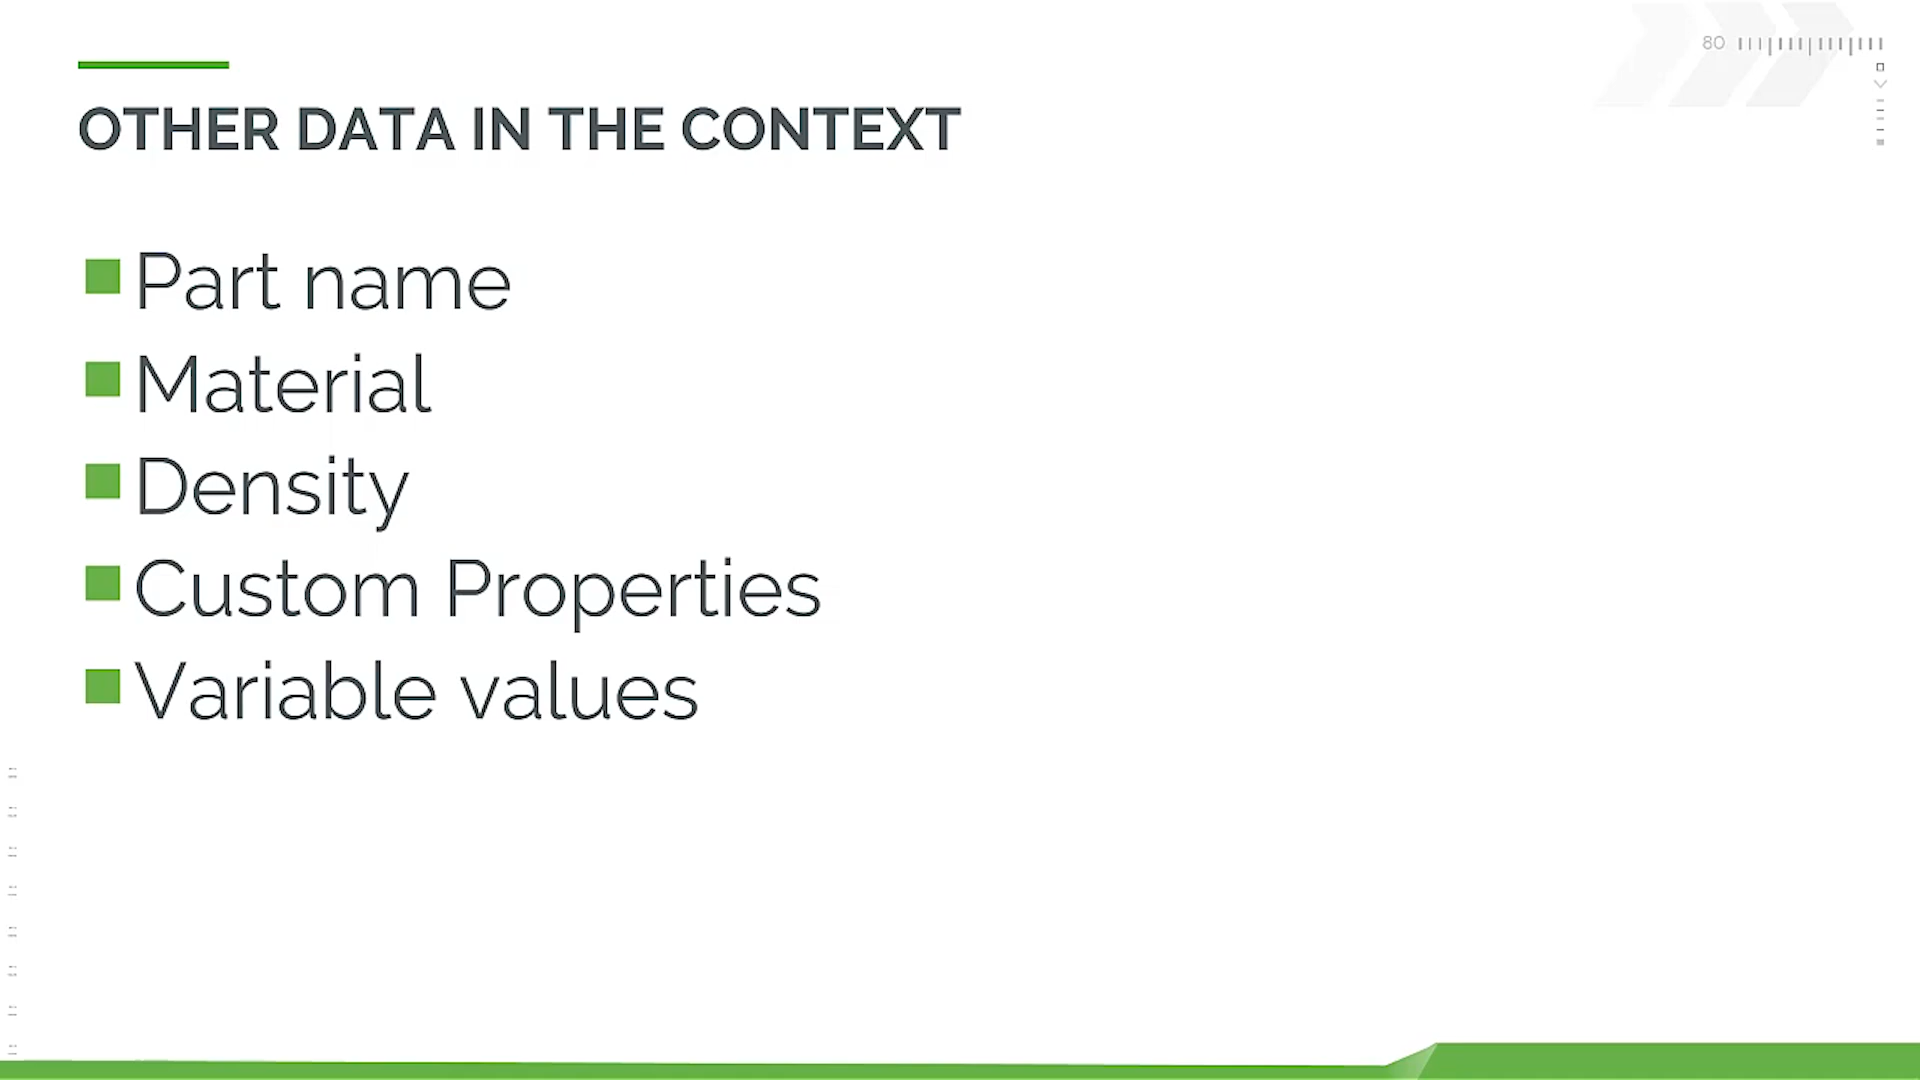 80
OTHER DATA IN THE CONTEXT
Part name
Material
Density
Custom Properties
Variable values